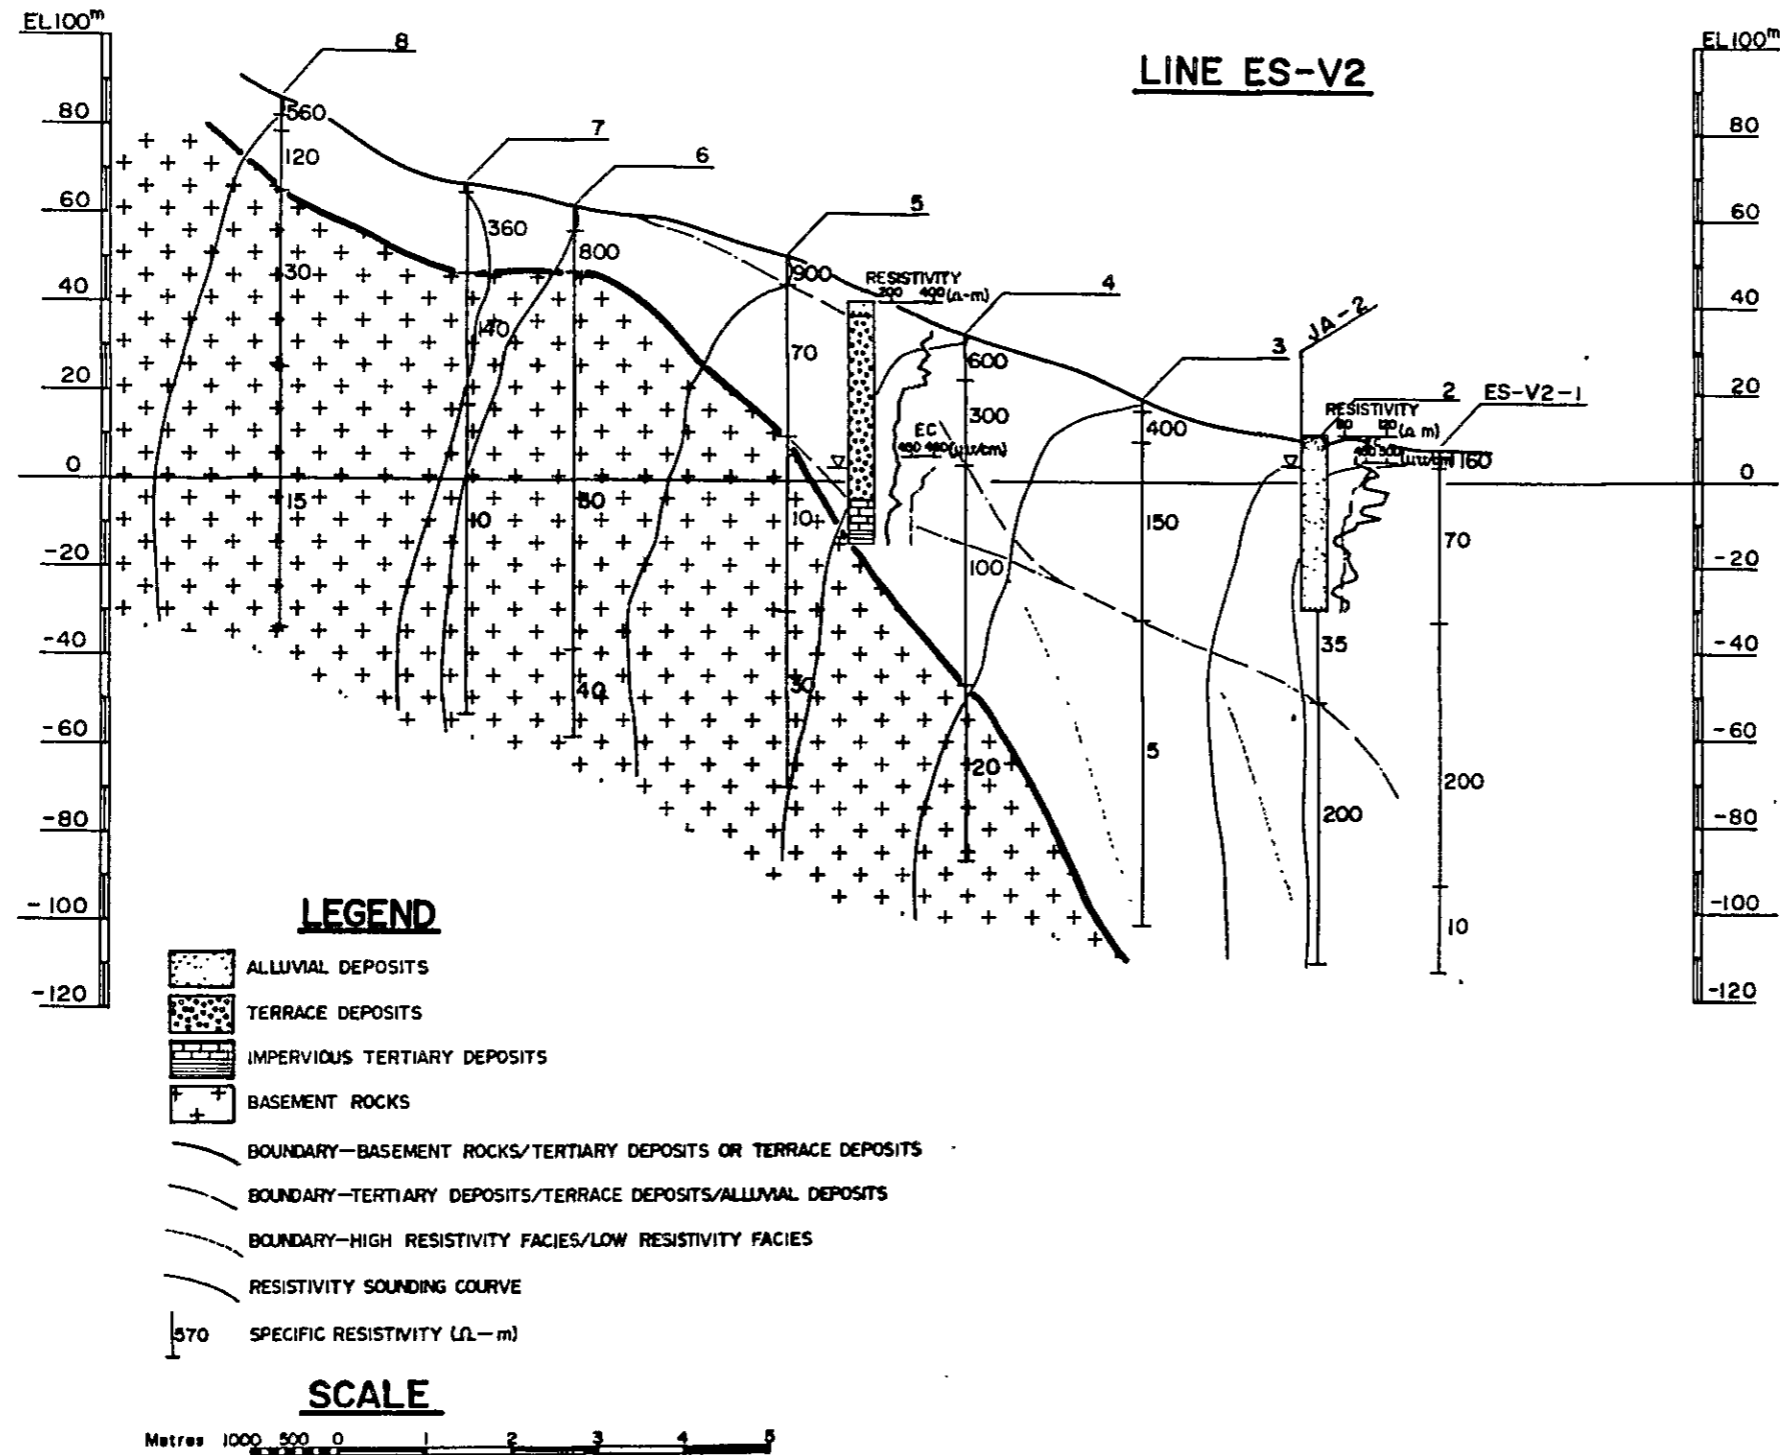 EL100m
EL100m
LINE ES-V2
8
7
6
5
4
3
2
ES-V2-1
JA-2
80
60
40
20
0
-20
-40
-60
-80
-100
-120
80
60
40
20
0
-20
-40
-60
-80
-100
-120
560
120
30
15
360
140
10
800
80
40
900
70
10
30
RESISTIVITY
200 400 (Ω-m)
EC
(μ℧/cm)
600
300
100
20
400
150
5
RESISTIVITY
80 120 (Ω m)
(μ℧/cm)
35
200
160
70
200
10
LEGEND
ALLUVIAL DEPOSITS
TERRACE DEPOSITS
IMPERVIOUS TERTIARY DEPOSITS
BASEMENT ROCKS
BOUNDARY—BASEMENT ROCKS/TERTIARY DEPOSITS OR TERRACE DEPOSITS
BOUNDARY—TERTIARY DEPOSITS/TERRACE DEPOSITS/ALLUVIAL DEPOSITS
BOUNDARY—HIGH RESISTIVITY FACIES/LOW RESISTIVITY FACIES
RESISTIVITY SOUNDING COURVE
570 SPECIFIC RESISTIVITY (Ω—m)
SCALE
Metres 1000 500 0 1 2 3 4 5